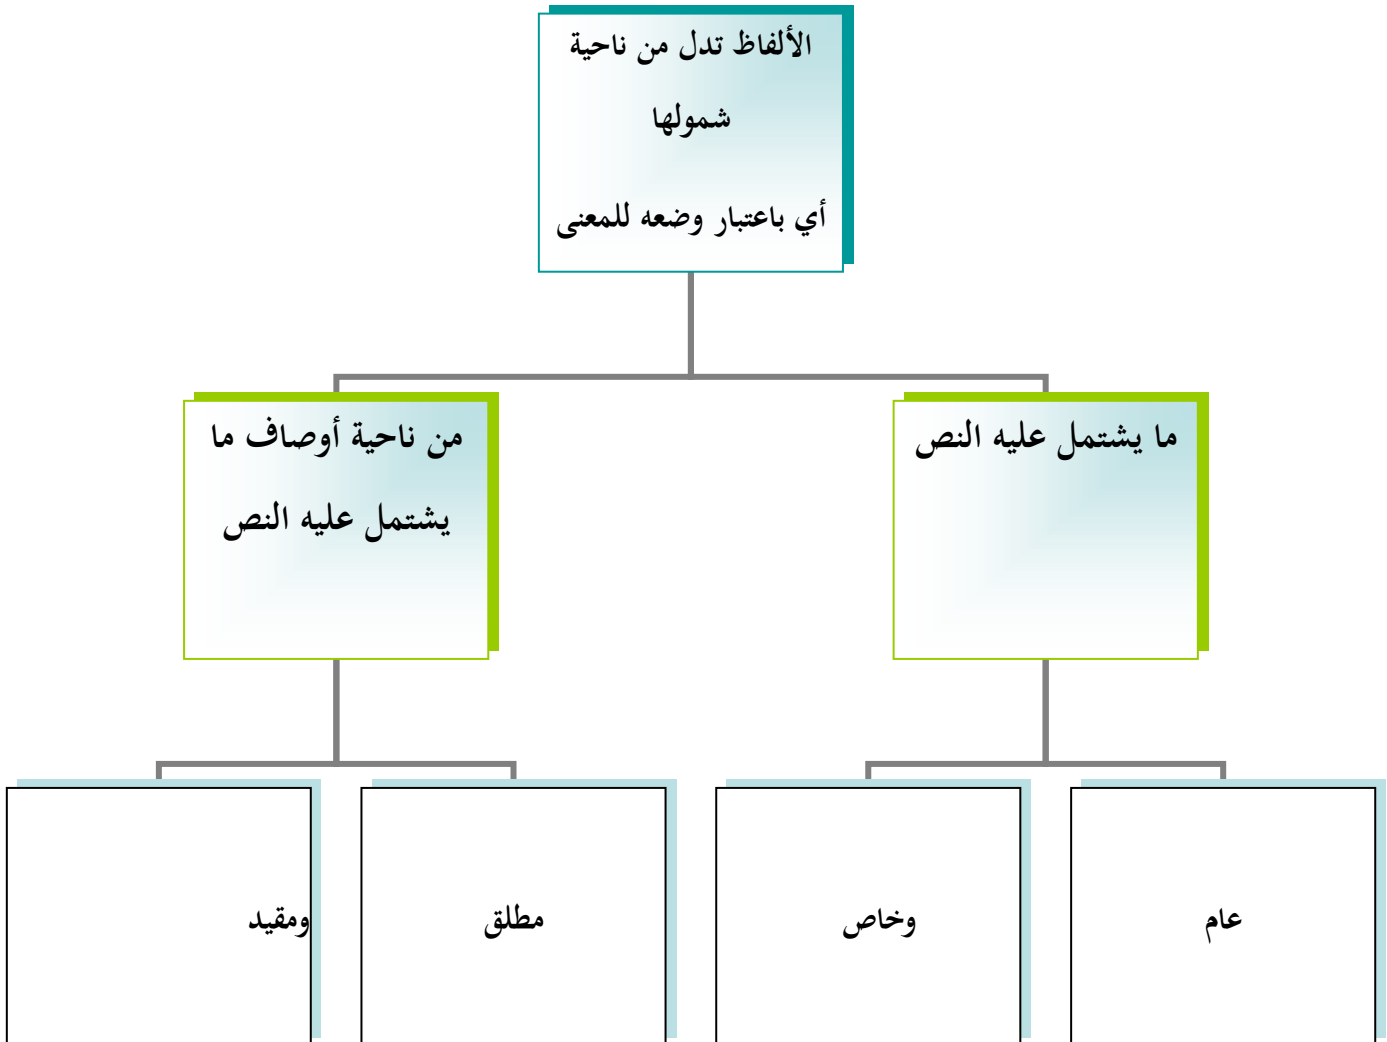 الألفاظ تدل من ناحية
شمولها
أي باعتبار وضعه للمعنى
ما يشتمل عليه النص
من ناحية أوصاف ما
يشتمل عليه النص
عام
وخاص
مطلق
ومقيد